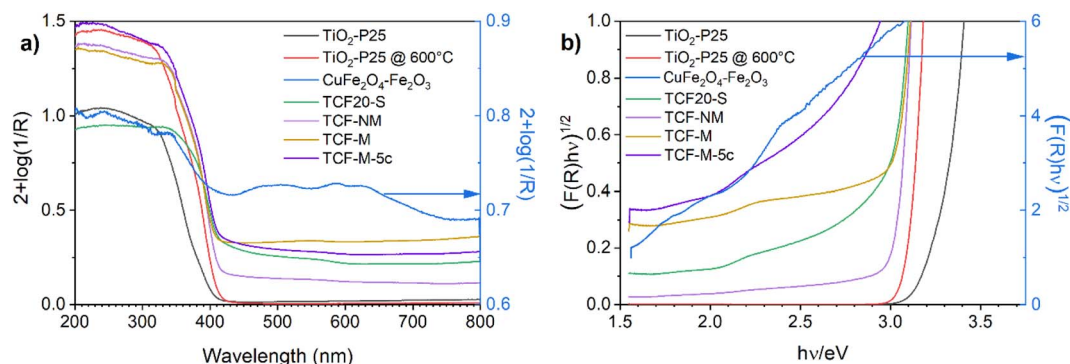 a)
1.5
1.0
0.5
0.0
2+log(1/R)
TiO₂-P25
TiO₂-P25 @ 600°C
CuFe₂O₄-Fe₂O₃
TCF20-S
TCF-NM
TCF-M
TCF-M-5c
0.9
0.8
0.7
0.6
2+log(1/R)
200 300 400 500 600 700 800
Wavelength (nm)
b)
1.0
0.8
0.6
0.4
0.2
0.0
(F(R)hν)^1/2
TiO₂-P25
TiO₂-P25 @ 600°C
CuFe₂O₄-Fe₂O₃
TCF20-S
TCF-NM
TCF-M
TCF-M-5c
6
4
2
0
(F(R)hν)^1/2
1.5 2.0 2.5 3.0 3.5
hν/eV